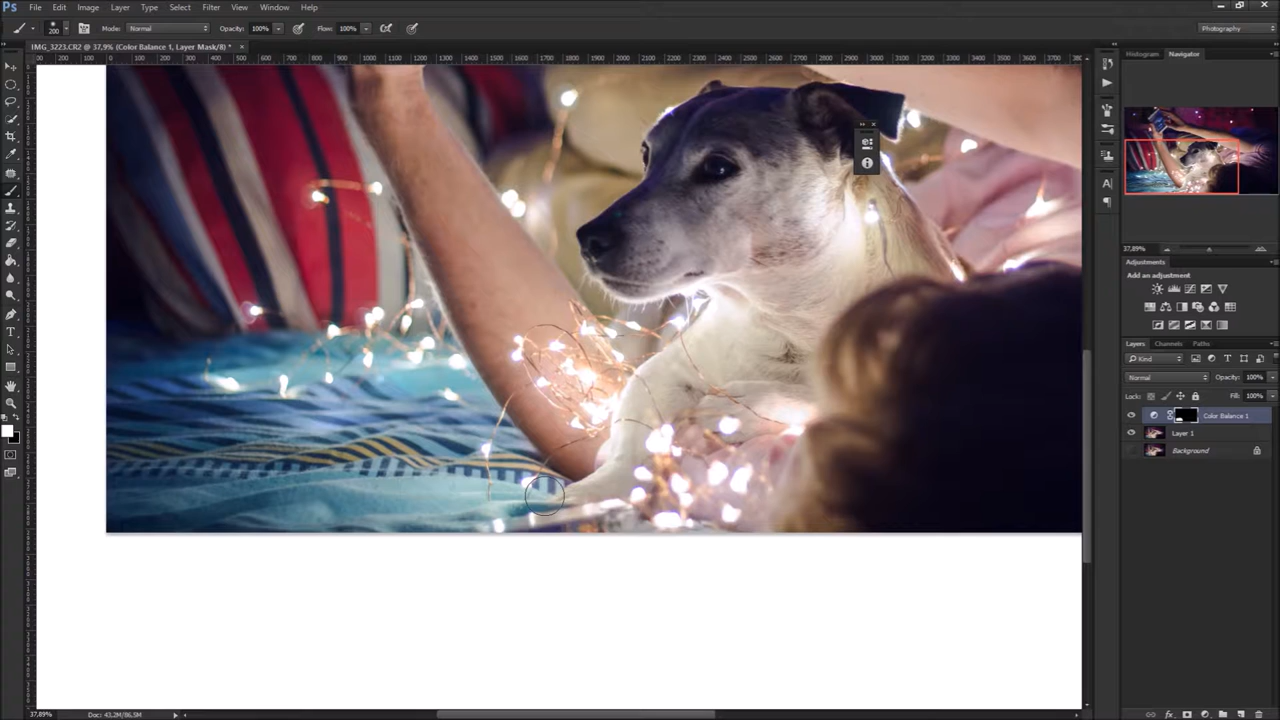 Ps File Edit Image Layer Type Select Filter View Window Help
200 Mode: Normal Opacity: 100% Flow: 100% Photography
IMG_3223.CR2 @ 37,9% (Color Balance 1, Layer Mask/8) *
Histogram Navigator
37,89%
Adjustments
Add an adjustment
Layers Channels Paths
Kind
Normal Opacity: 100%
Lock: Fill: 100%
Color Balance 1
Layer 1
Background
37,89% Doc: 43,2M/86,5M